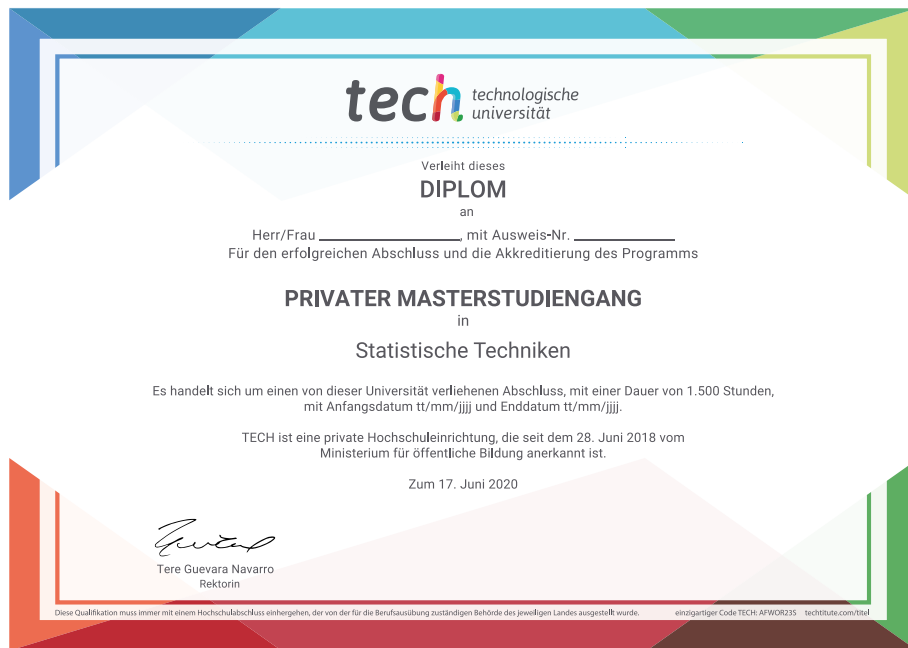 tech technologische
universität
Verleiht dieses
DIPLOM
an
Herr/Frau ____________________, mit Ausweis-Nr. ______________
Für den erfolgreichen Abschluss und die Akkreditierung des Programms
PRIVATER MASTERSTUDIENGANG
in
Statistische Techniken
Es handelt sich um einen von dieser Universität verliehenen Abschluss, mit einer Dauer von 1.500 Stunden,
mit Anfangsdatum tt/mm/jjjj und Enddatum tt/mm/jjjj.
TECH ist eine private Hochschuleinrichtung, die seit dem 28. Juni 2018 vom
Ministerium für öffentliche Bildung anerkannt ist.
Zum 17. Juni 2020
Tere Guevara Navarro
Rektorin
Diese Qualifikation muss immer mit einem Hochschulabschluss einhergehen, der von der für die Berufsausübung zuständigen Behörde des jeweiligen Landes ausgestellt wurde. einzigartiger Code TECH: AFWOR23S techtitute.com/titel